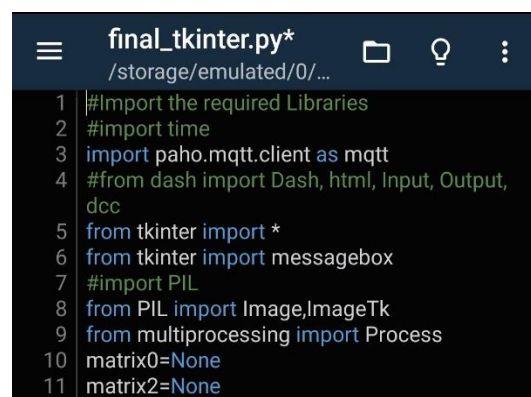 final_tkinter.py*
/storage/emulated/0/...
1 #Import the required Libraries
2 #import time
3 import paho.mqtt.client as mqtt
4 #from dash import Dash, html, Input, Output,
dcc
5 from tkinter import *
6 from tkinter import messagebox
7 #import PIL
8 from PIL import Image,ImageTk
9 from multiprocessing import Process
10 matrix0=None
11 matrix2=None